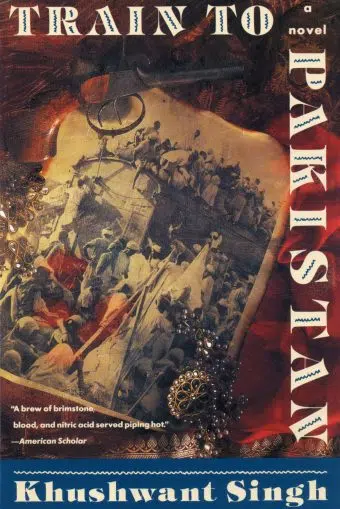 TRAIN TO
a
novel
PAKISTAN
"A brew of brimstone,
blood, and nitric acid served piping hot."
—American Scholar
Khushwant Singh